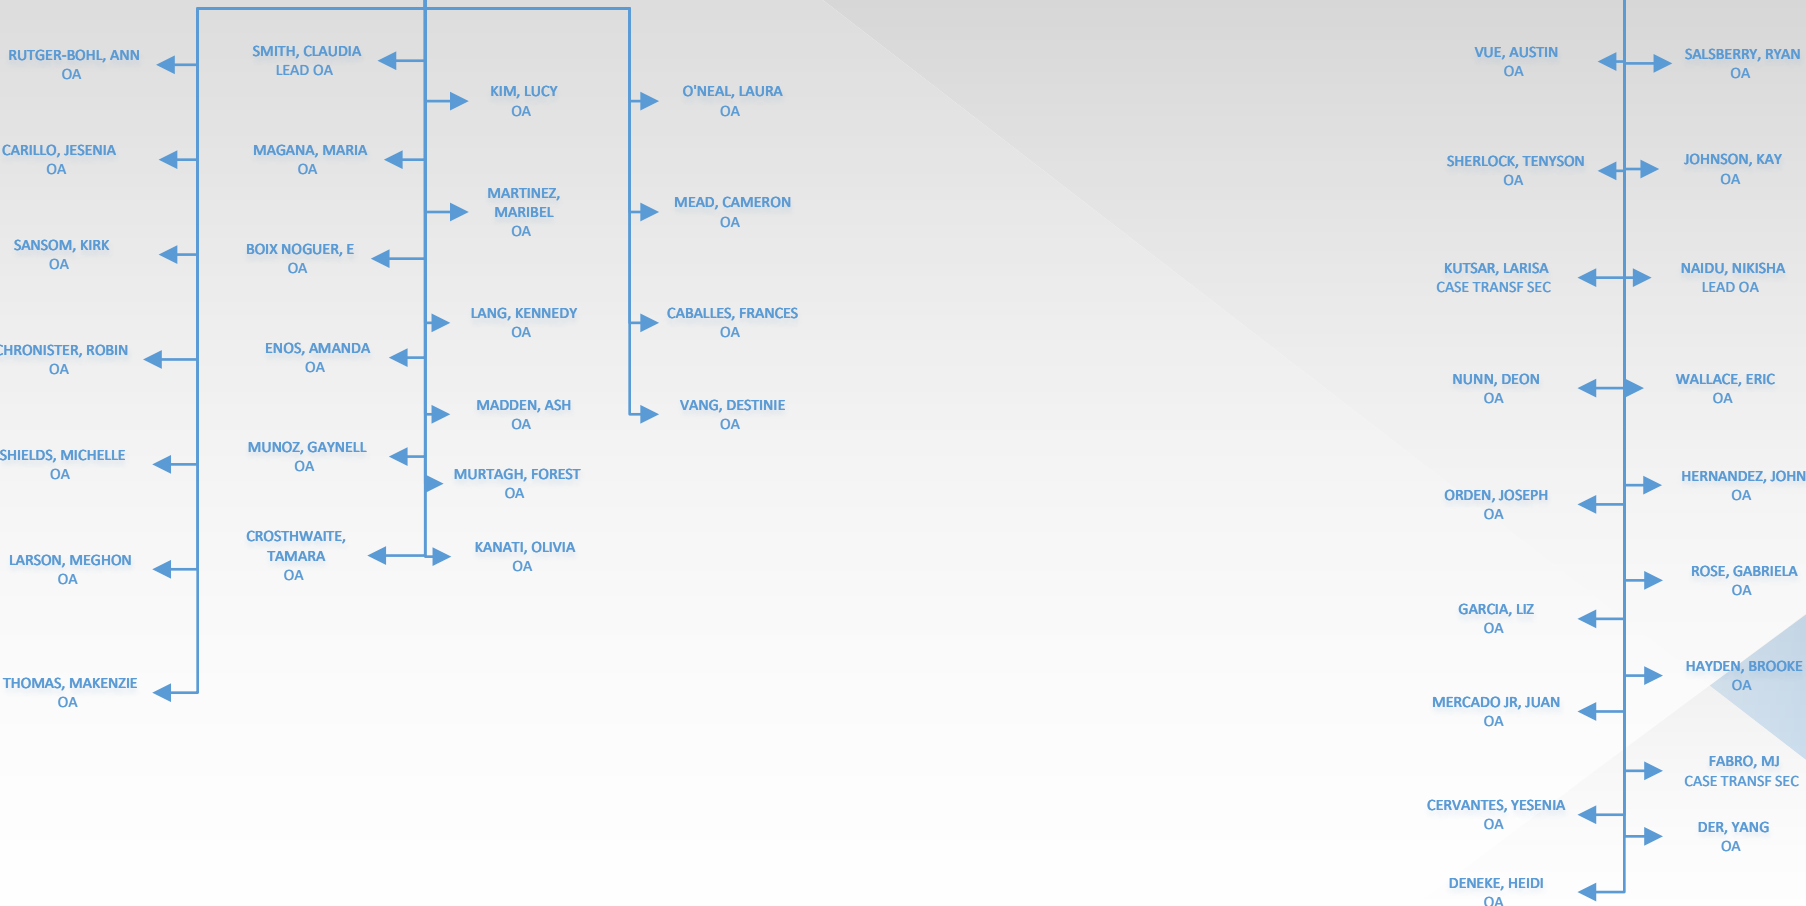 RUTGER-BOHL, ANN
OA
CARILLO, JESENIA
OA
SANSOM, KIRK
OA
CHRONISTER, ROBIN
OA
SHIELDS, MICHELLE
OA
LARSON, MEGHON
OA
THOMAS, MAKENZIE
OA
SMITH, CLAUDIA
LEAD OA
MAGANA, MARIA
OA
BOIX NOGUER, E
OA
ENOS, AMANDA
OA
MUNOZ, GAYNELL
OA
CROSTHWAITE,
TAMARA
OA
KIM, LUCY
OA
MARTINEZ,
MARIBEL
OA
LANG, KENNEDY
OA
MADDEN, ASH
OA
MURTAGH, FOREST
OA
KANATI, OLIVIA
OA
O'NEAL, LAURA
OA
MEAD, CAMERON
OA
CABALLES, FRANCES
OA
VANG, DESTINIE
OA
VUE, AUSTIN
OA
SHERLOCK, TENYSON
OA
KUTSAR, LARISA
CASE TRANSF SEC
NUNN, DEON
OA
ORDEN, JOSEPH
OA
GARCIA, LIZ
OA
MERCADO JR, JUAN
OA
CERVANTES, YESENIA
OA
DENEKE, HEIDI
OA
SALSBERRY, RYAN
OA
JOHNSON, KAY
OA
NAIDU, NIKISHA
LEAD OA
WALLACE, ERIC
OA
HERNANDEZ, JOHN
OA
ROSE, GABRIELA
OA
HAYDEN, BROOKE
OA
FABRO, MJ
CASE TRANSF SEC
DER, YANG
OA